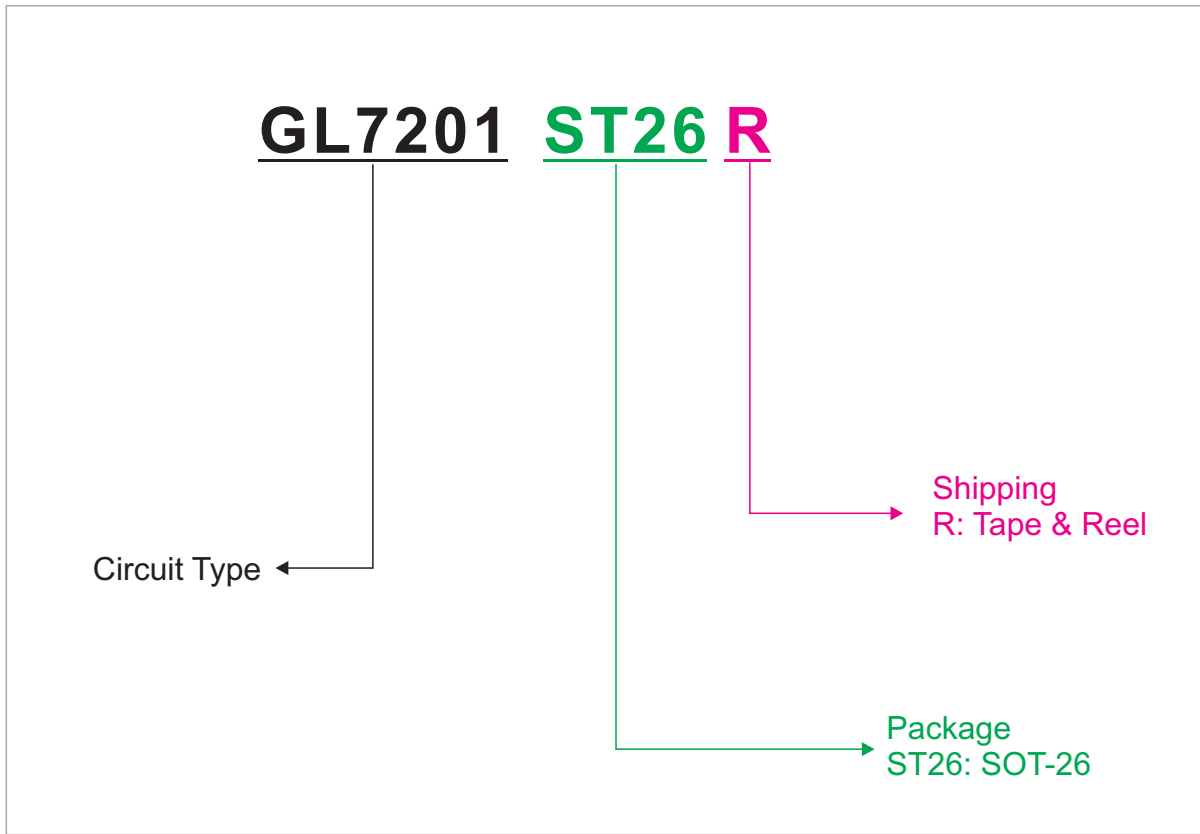 GL7201 ST26 R
Shipping
R: Tape & Reel
Circuit Type
Package
ST26: SOT-26